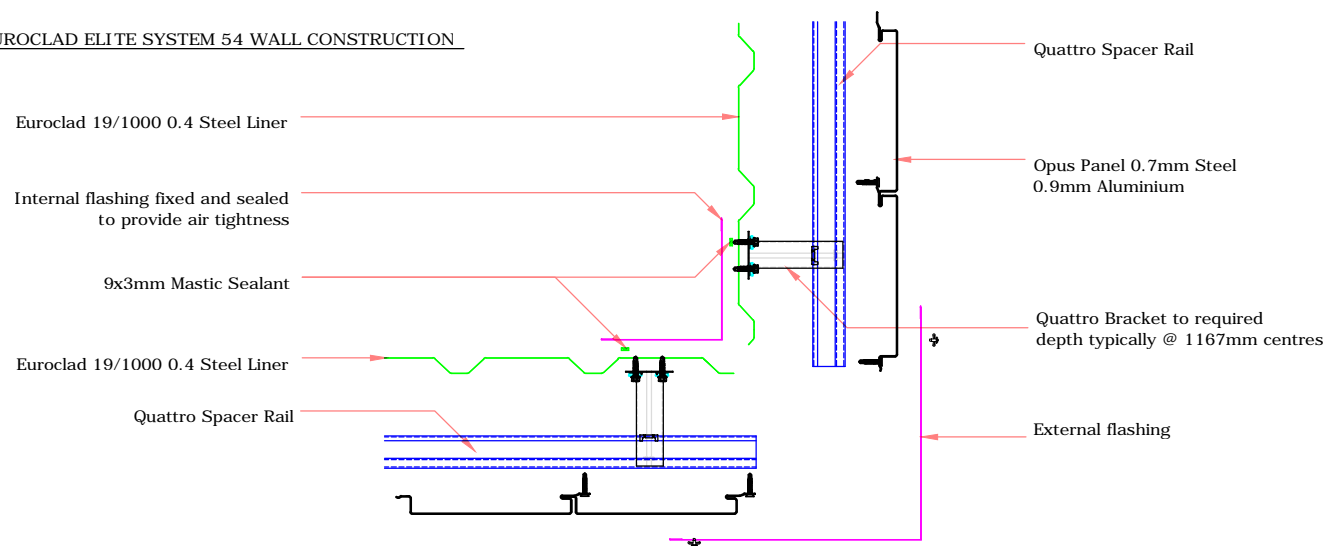 UROCLAD ELITE SYSTEM 54 WALL CONSTRUCTION
Euroclad 19/1000 0.4 Steel Liner
Internal flashing fixed and sealed
to provide air tightness
9x3mm Mastic Sealant
Euroclad 19/1000 0.4 Steel Liner
Quattro Spacer Rail
Quattro Spacer Rail
Opus Panel 0.7mm Steel
0.9mm Aluminium
Quattro Bracket to required
depth typically @ 1167mm centres
External flashing